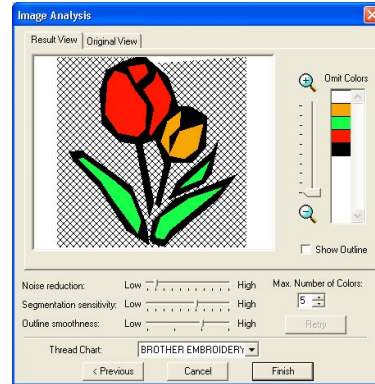 Image Analysis
Result View Original View
Omit Colors
Show Outline
Noise reduction: Low High Max. Number of Colors:
Segmentation sensitivity: Low High 5
Outline smoothness: Low High Retry
Thread Chart: BROTHER EMBROIDERY
< Previous Cancel Finish